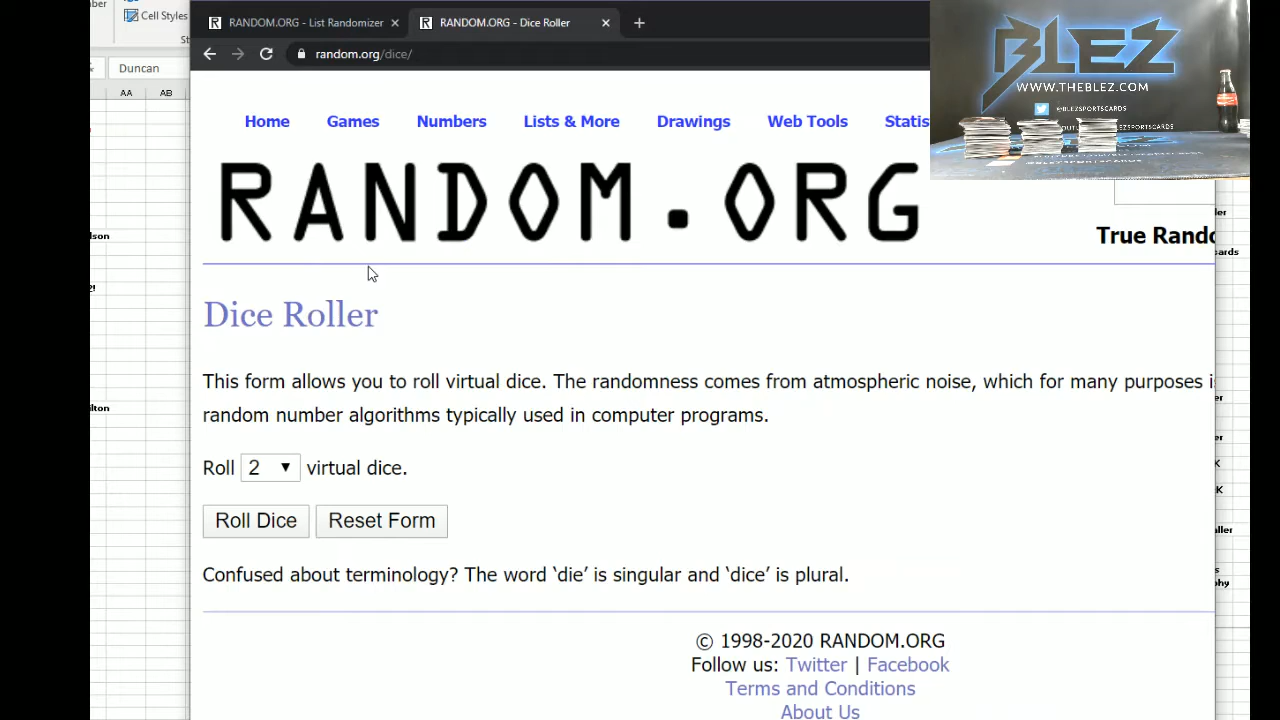 Cell Styles
Duncan
AA AB
RANDOM.ORG - List Randomizer
RANDOM.ORG - Dice Roller
random.org/dice/
BLEZ
WWW.THEBLEZ.COM
@BLEZSPORTSCARDS
Home Games Numbers Lists & More Drawings Web Tools Statis
RANDOM.ORG
True Rando
Dice Roller
This form allows you to roll virtual dice. The randomness comes from atmospheric noise, which for many purposes i
random number algorithms typically used in computer programs.
Roll 2 virtual dice.
Roll Dice Reset Form
Confused about terminology? The word ‘die’ is singular and ‘dice’ is plural.
© 1998-2020 RANDOM.ORG
Follow us: Twitter | Facebook
Terms and Conditions
About Us